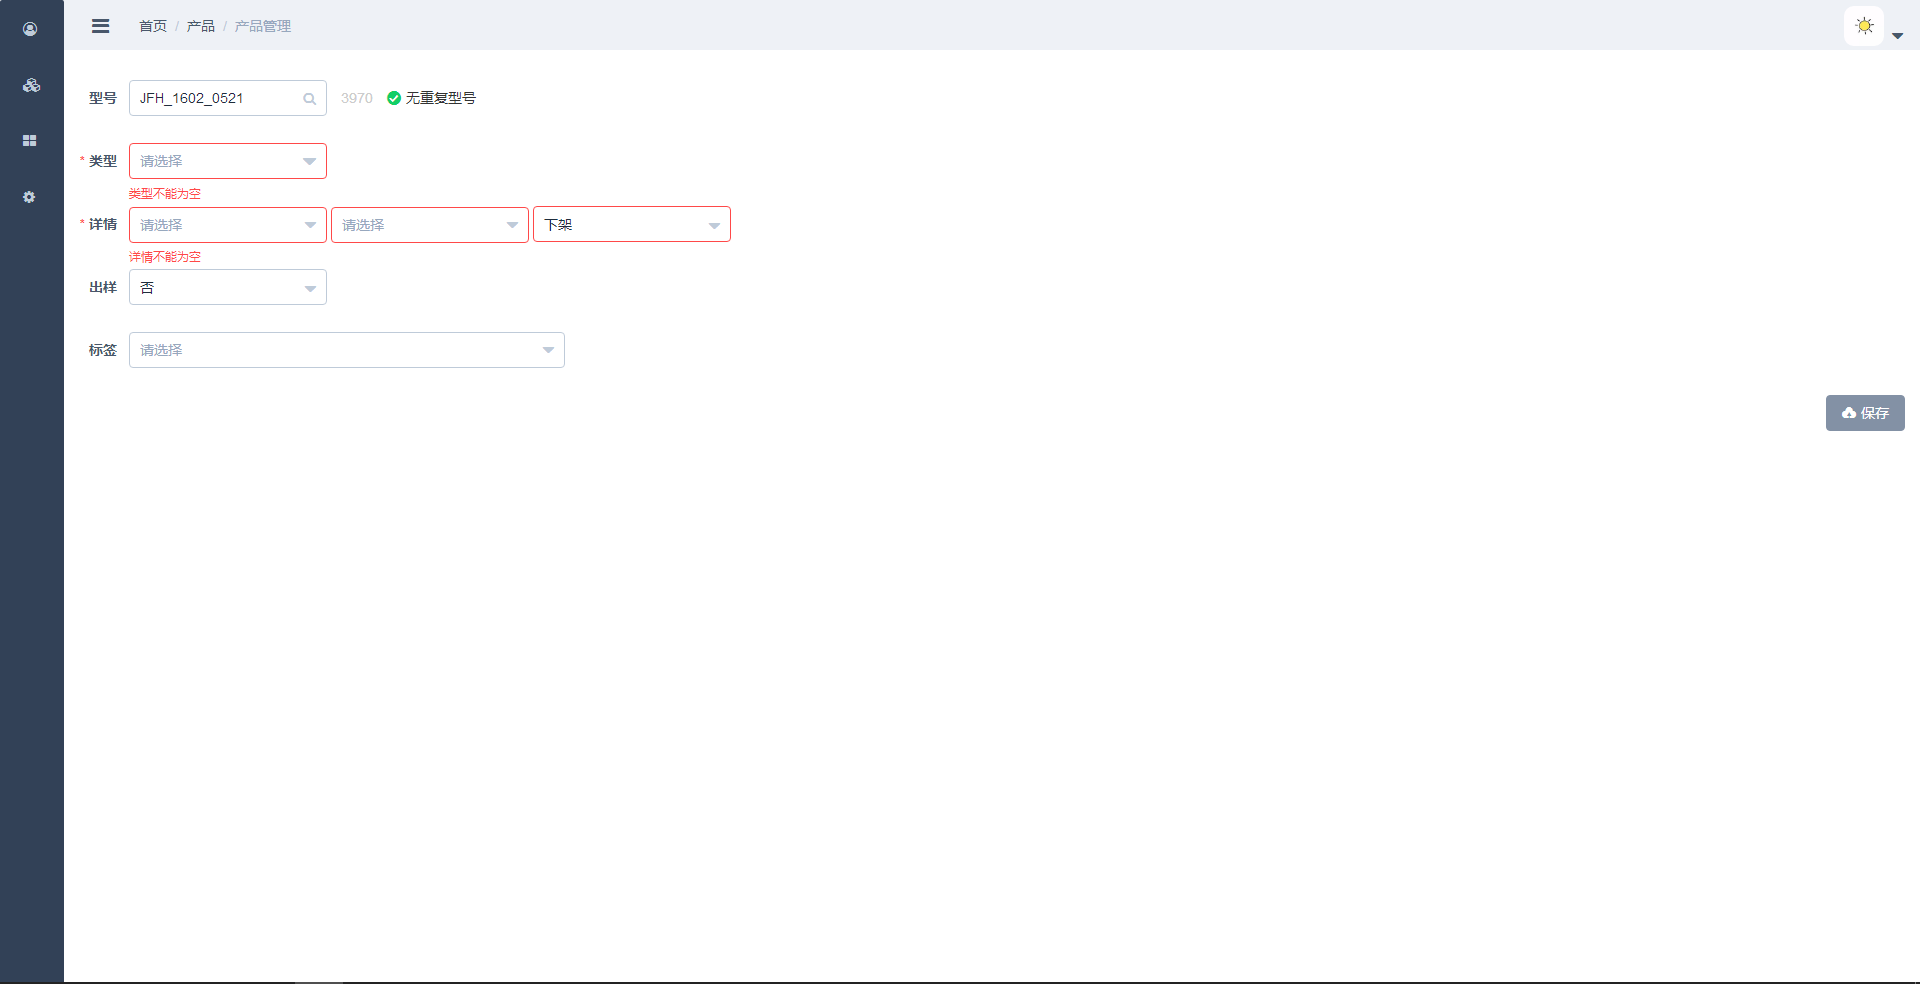 首页 / 产品 / 产品管理
型号 JFH_1602_0521 3970 无重复型号
* 类型 请选择
类型不能为空
* 详情 请选择 请选择 下架
详情不能为空
出样 否
标签 请选择
保存